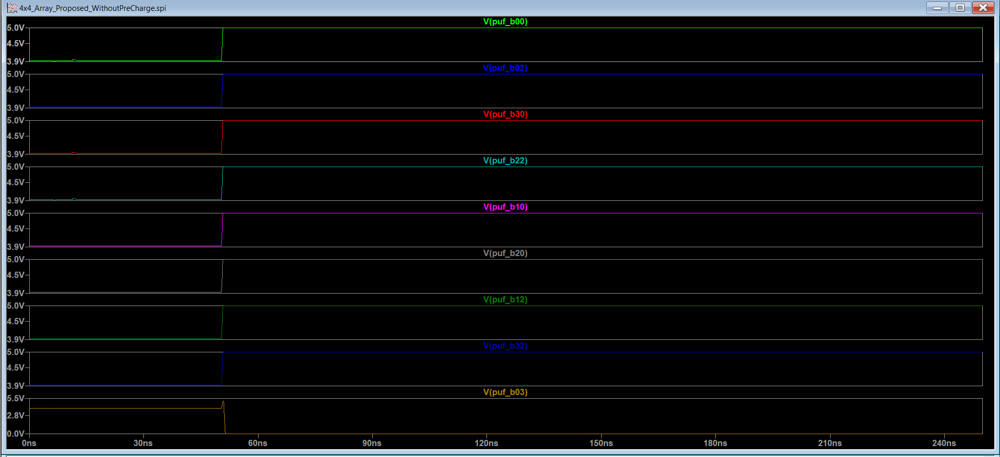 4x4_Array_Proposed_WithoutPreCharge.spi
V(puf_b00)
5.0V
4.5V
3.9V
V(puf_b02)
5.0V
4.5V
3.9V
V(puf_b30)
5.0V
4.5V
3.9V
V(puf_b22)
5.0V
4.5V
3.9V
V(puf_b10)
5.0V
4.5V
3.9V
V(puf_b20)
5.0V
4.5V
3.9V
V(puf_b12)
5.0V
4.5V
3.9V
V(puf_b32)
5.0V
4.5V
3.9V
V(puf_b03)
5.5V
2.8V
0.0V
0ns 30ns 60ns 90ns 120ns 150ns 180ns 210ns 240ns